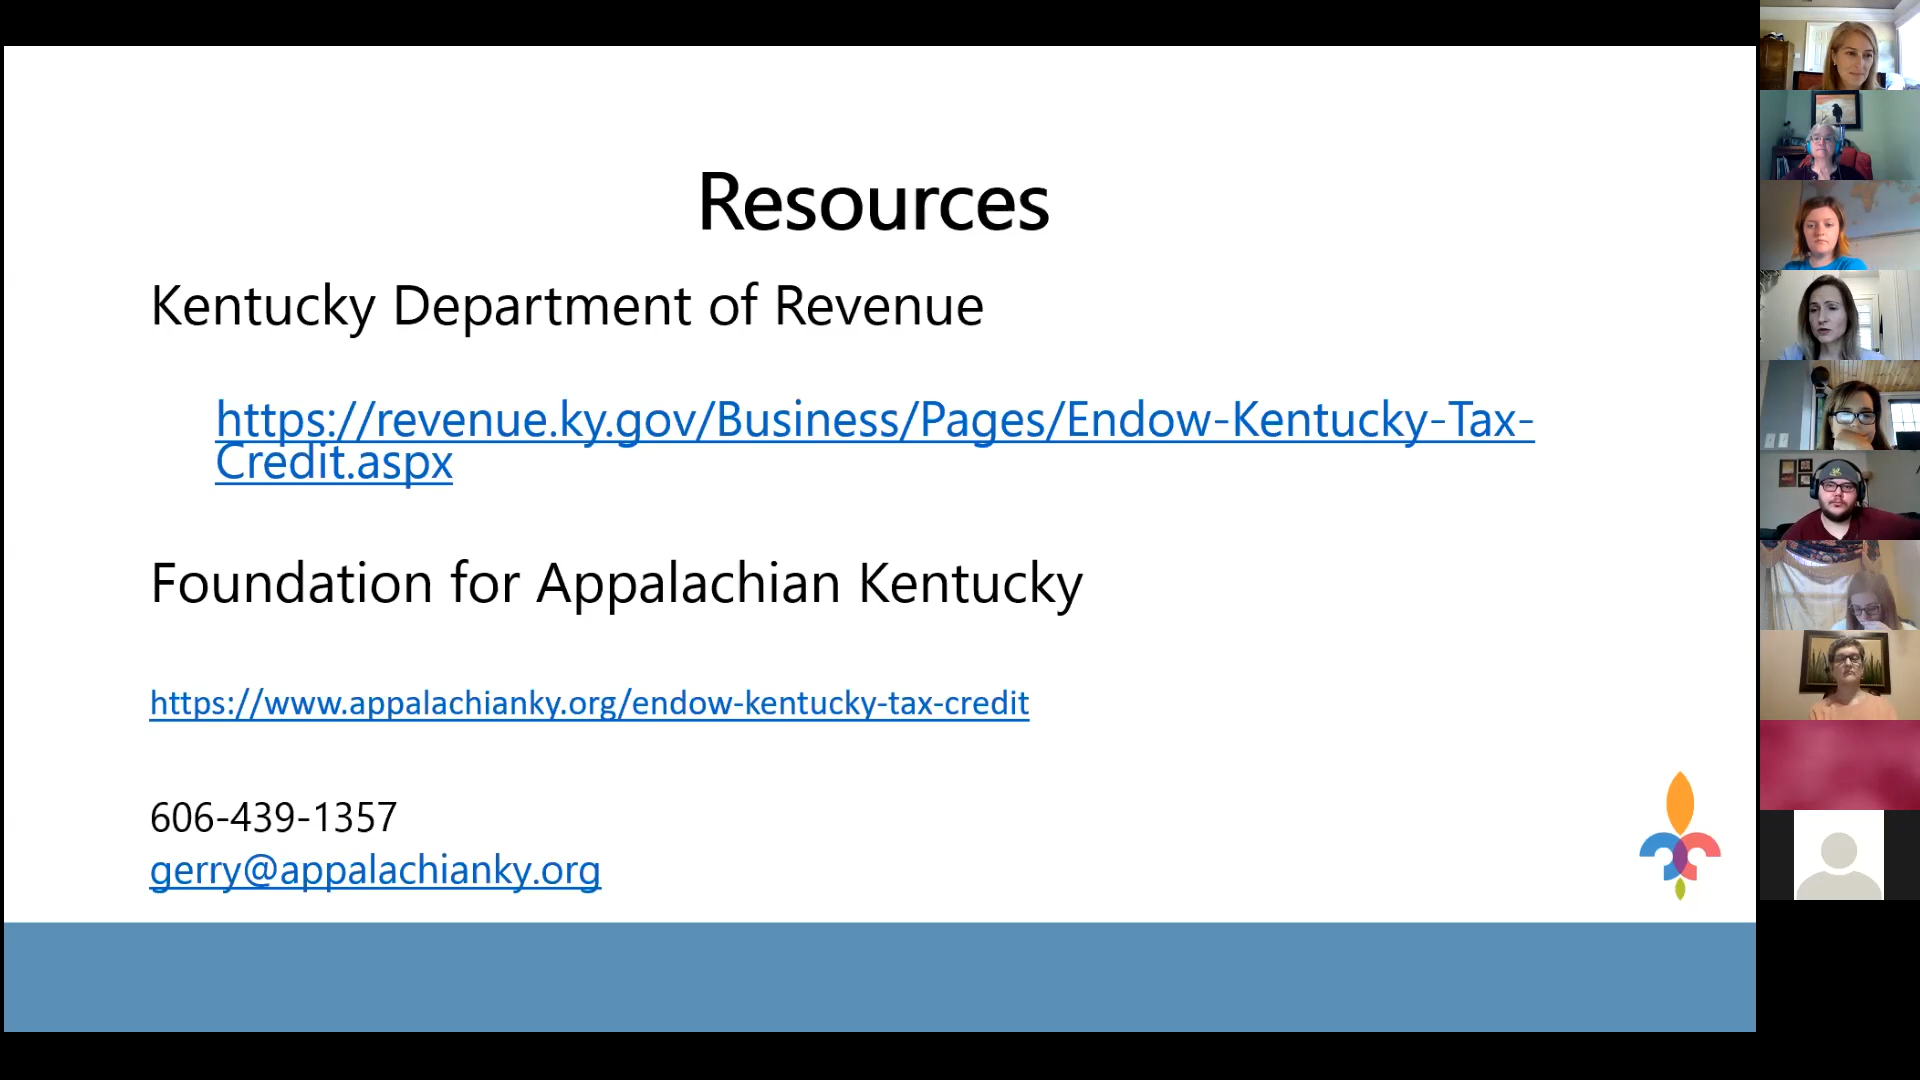 Resources
Kentucky Department of Revenue
https://revenue.ky.gov/Business/Pages/Endow-Kentucky-Tax-
Credit.aspx
Foundation for Appalachian Kentucky
https://www.appalachianky.org/endow-kentucky-tax-credit
606-439-1357
gerry@appalachianky.org